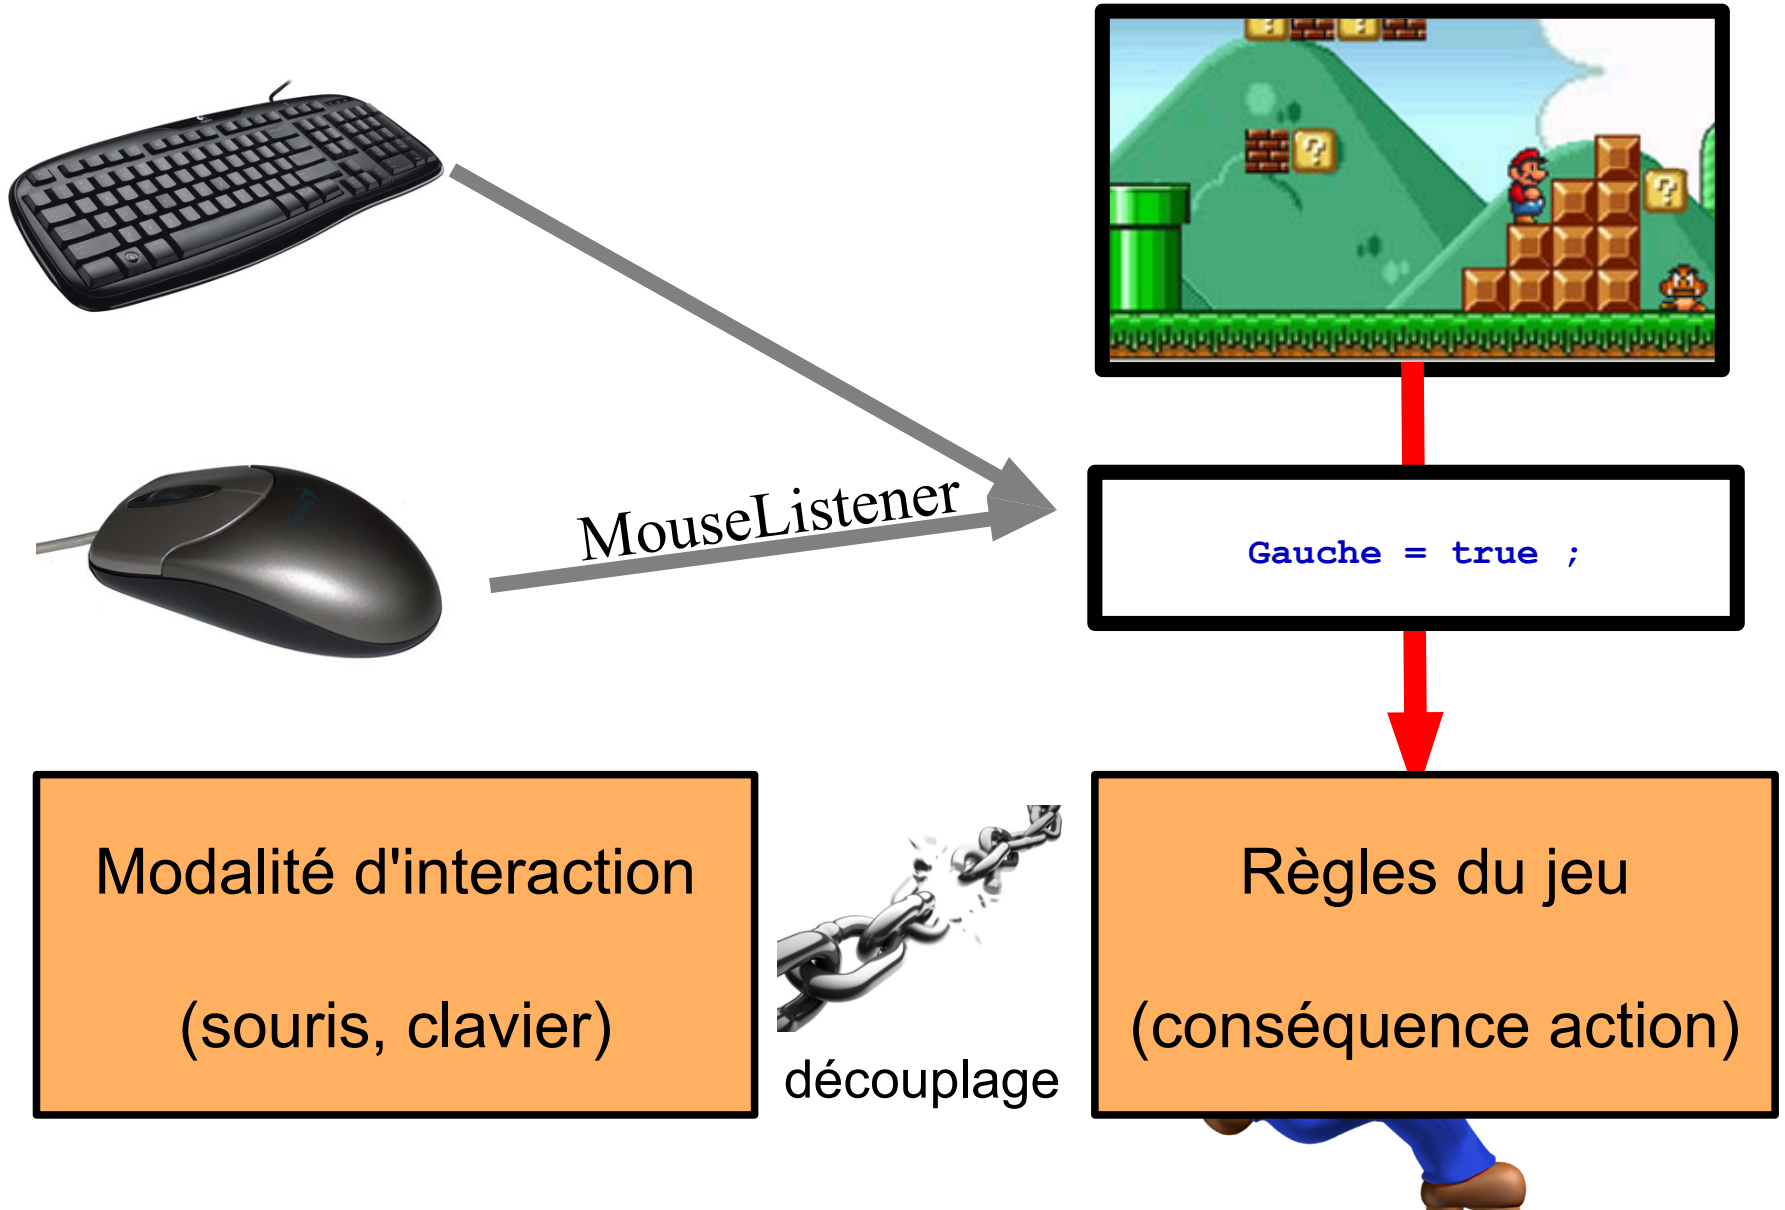 MouseListener
Gauche = true ;
Modalité d'interaction
(souris, clavier)
découplage
Règles du jeu
(conséquence action)